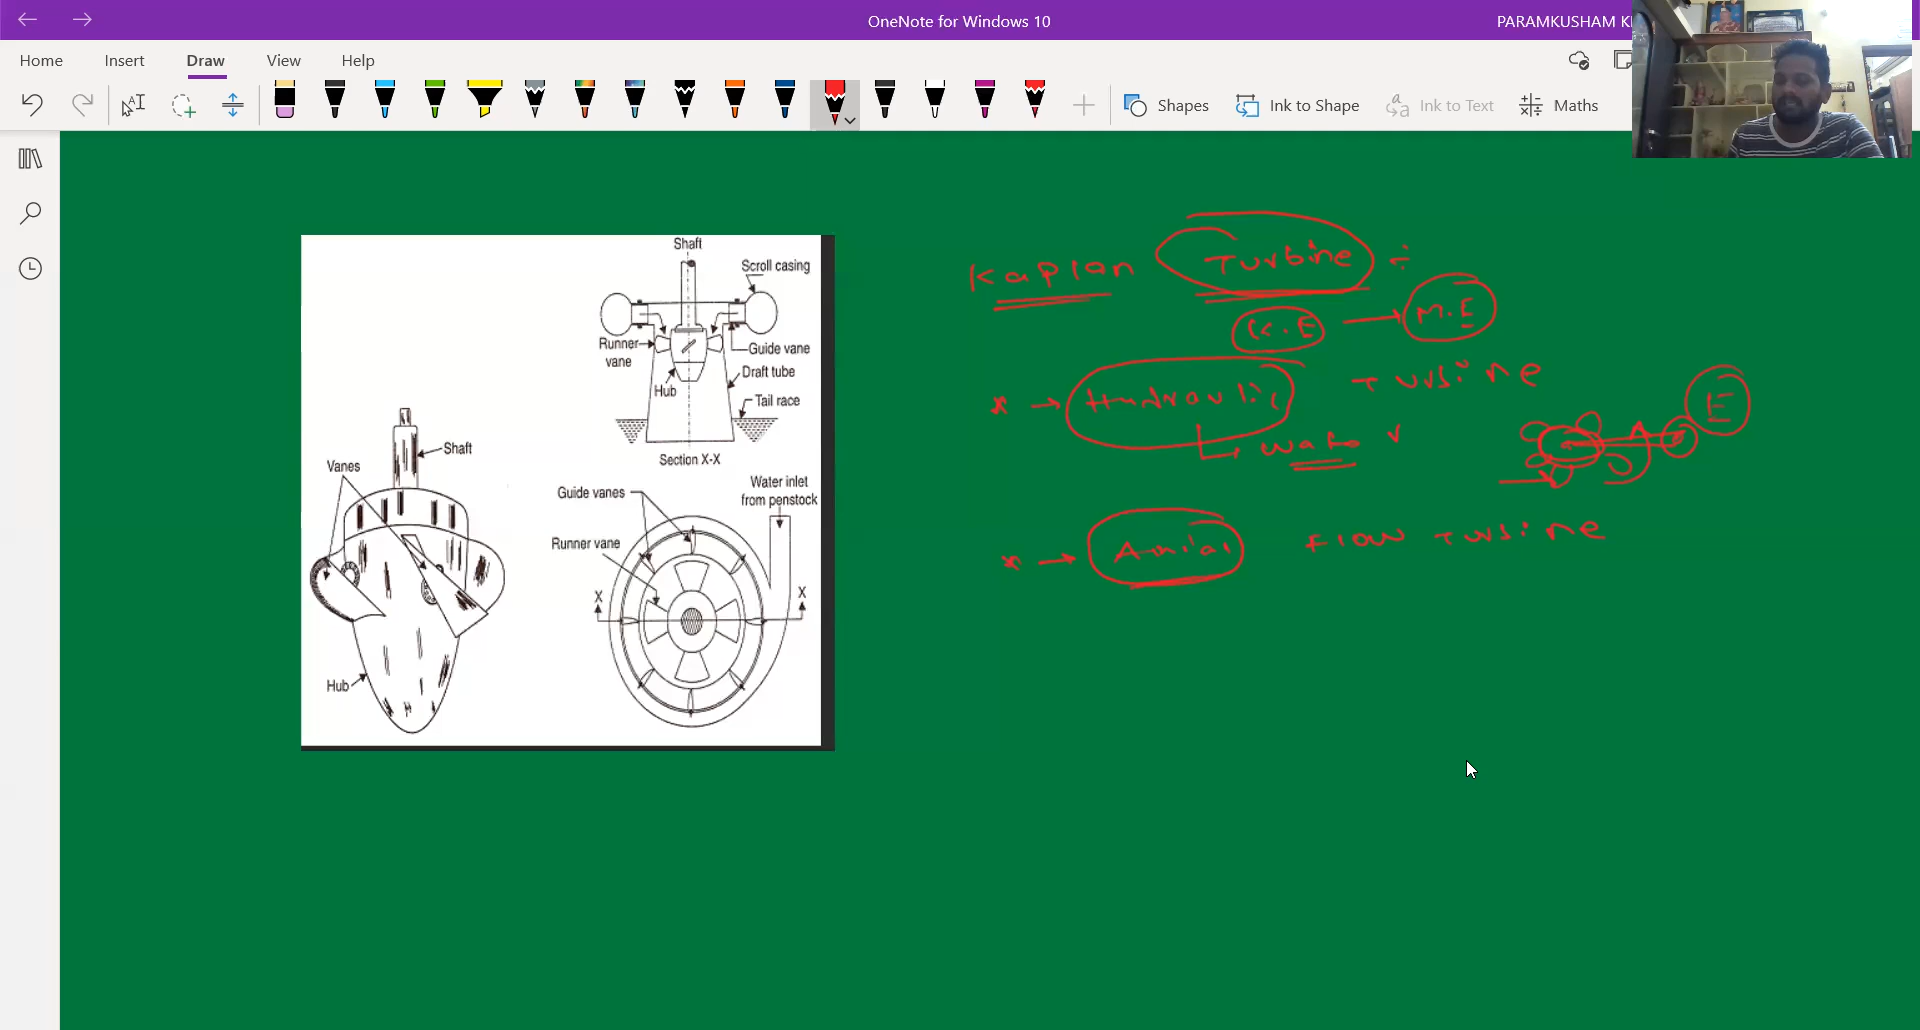 OneNote for Windows 10
PARAMKUSHAM
Home Insert Draw View Help
Shapes Ink to Shape Ink to Text Maths
Shaft
Scroll casing
Runner vane
Guide vane
Hub
Draft tube
Tail race
Section X-X
Shaft
Vanes
Hub
Water inlet from penstock
Guide vanes
Runner vane
X X
Kaplan Turbine ÷
K.E → M.E
* → Hydraulic Turbine
↳ Water ✓
E
* → Axial flow Turbine